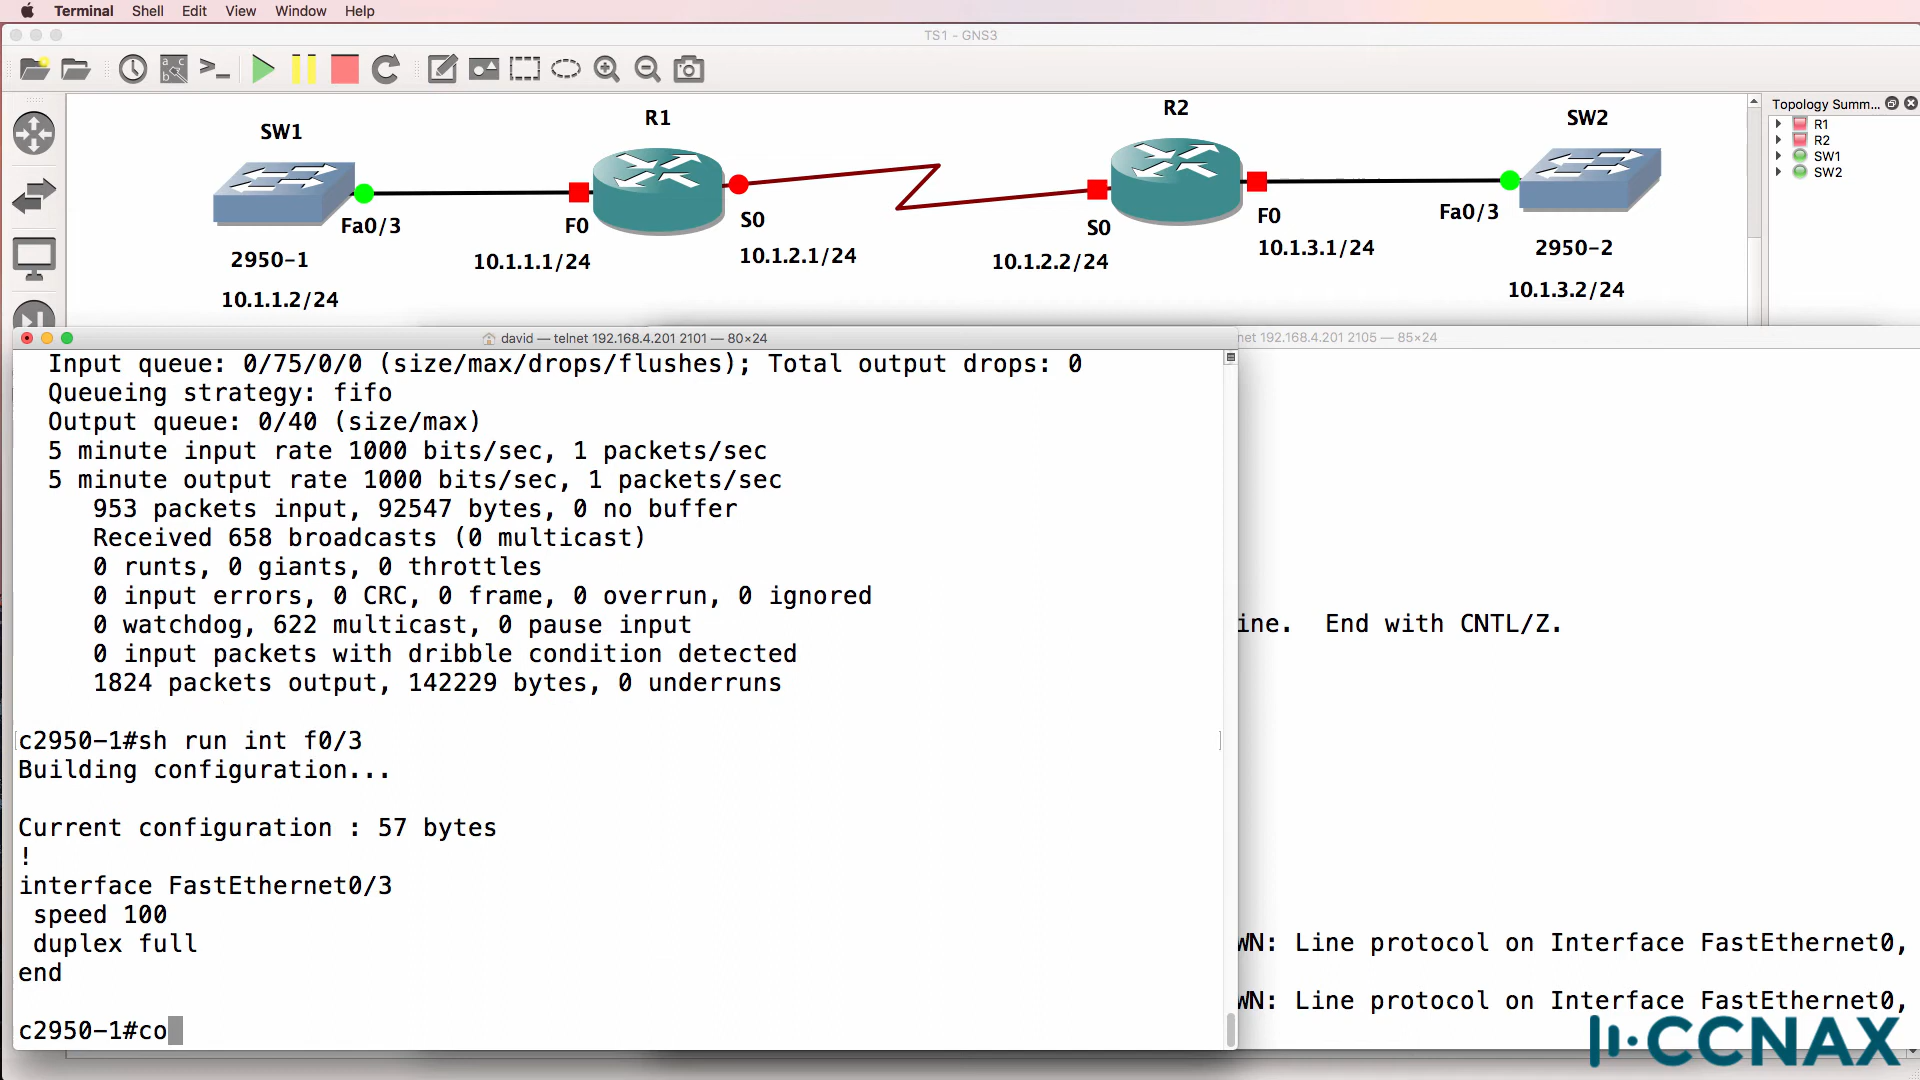 Terminal Shell Edit View Window Help
TS1 - GNS3
Topology Summ...
R1
R2
SW1
SW2
SW1
R1
R2
SW2
Fa0/3
F0
S0
S0
F0
Fa0/3
2950-1
10.1.1.1/24
10.1.2.1/24
10.1.2.2/24
10.1.3.1/24
2950-2
10.1.1.2/24
10.1.3.2/24
david — telnet 192.168.4.201 2101 — 80×24
net 192.168.4.201 2105 — 85×24
Input queue: 0/75/0/0 (size/max/drops/flushes); Total output drops: 0
Queueing strategy: fifo
Output queue: 0/40 (size/max)
5 minute input rate 1000 bits/sec, 1 packets/sec
5 minute output rate 1000 bits/sec, 1 packets/sec
953 packets input, 92547 bytes, 0 no buffer
Received 658 broadcasts (0 multicast)
0 runts, 0 giants, 0 throttles
0 input errors, 0 CRC, 0 frame, 0 overrun, 0 ignored
0 watchdog, 622 multicast, 0 pause input
0 input packets with dribble condition detected
1824 packets output, 142229 bytes, 0 underruns
c2950-1#sh run int f0/3
Building configuration...
Current configuration : 57 bytes
!
interface FastEthernet0/3
speed 100
duplex full
end
c2950-1#co
ine. End with CNTL/Z.
WN: Line protocol on Interface FastEthernet0,
WN: Line protocol on Interface FastEthernet0,
CCNAX